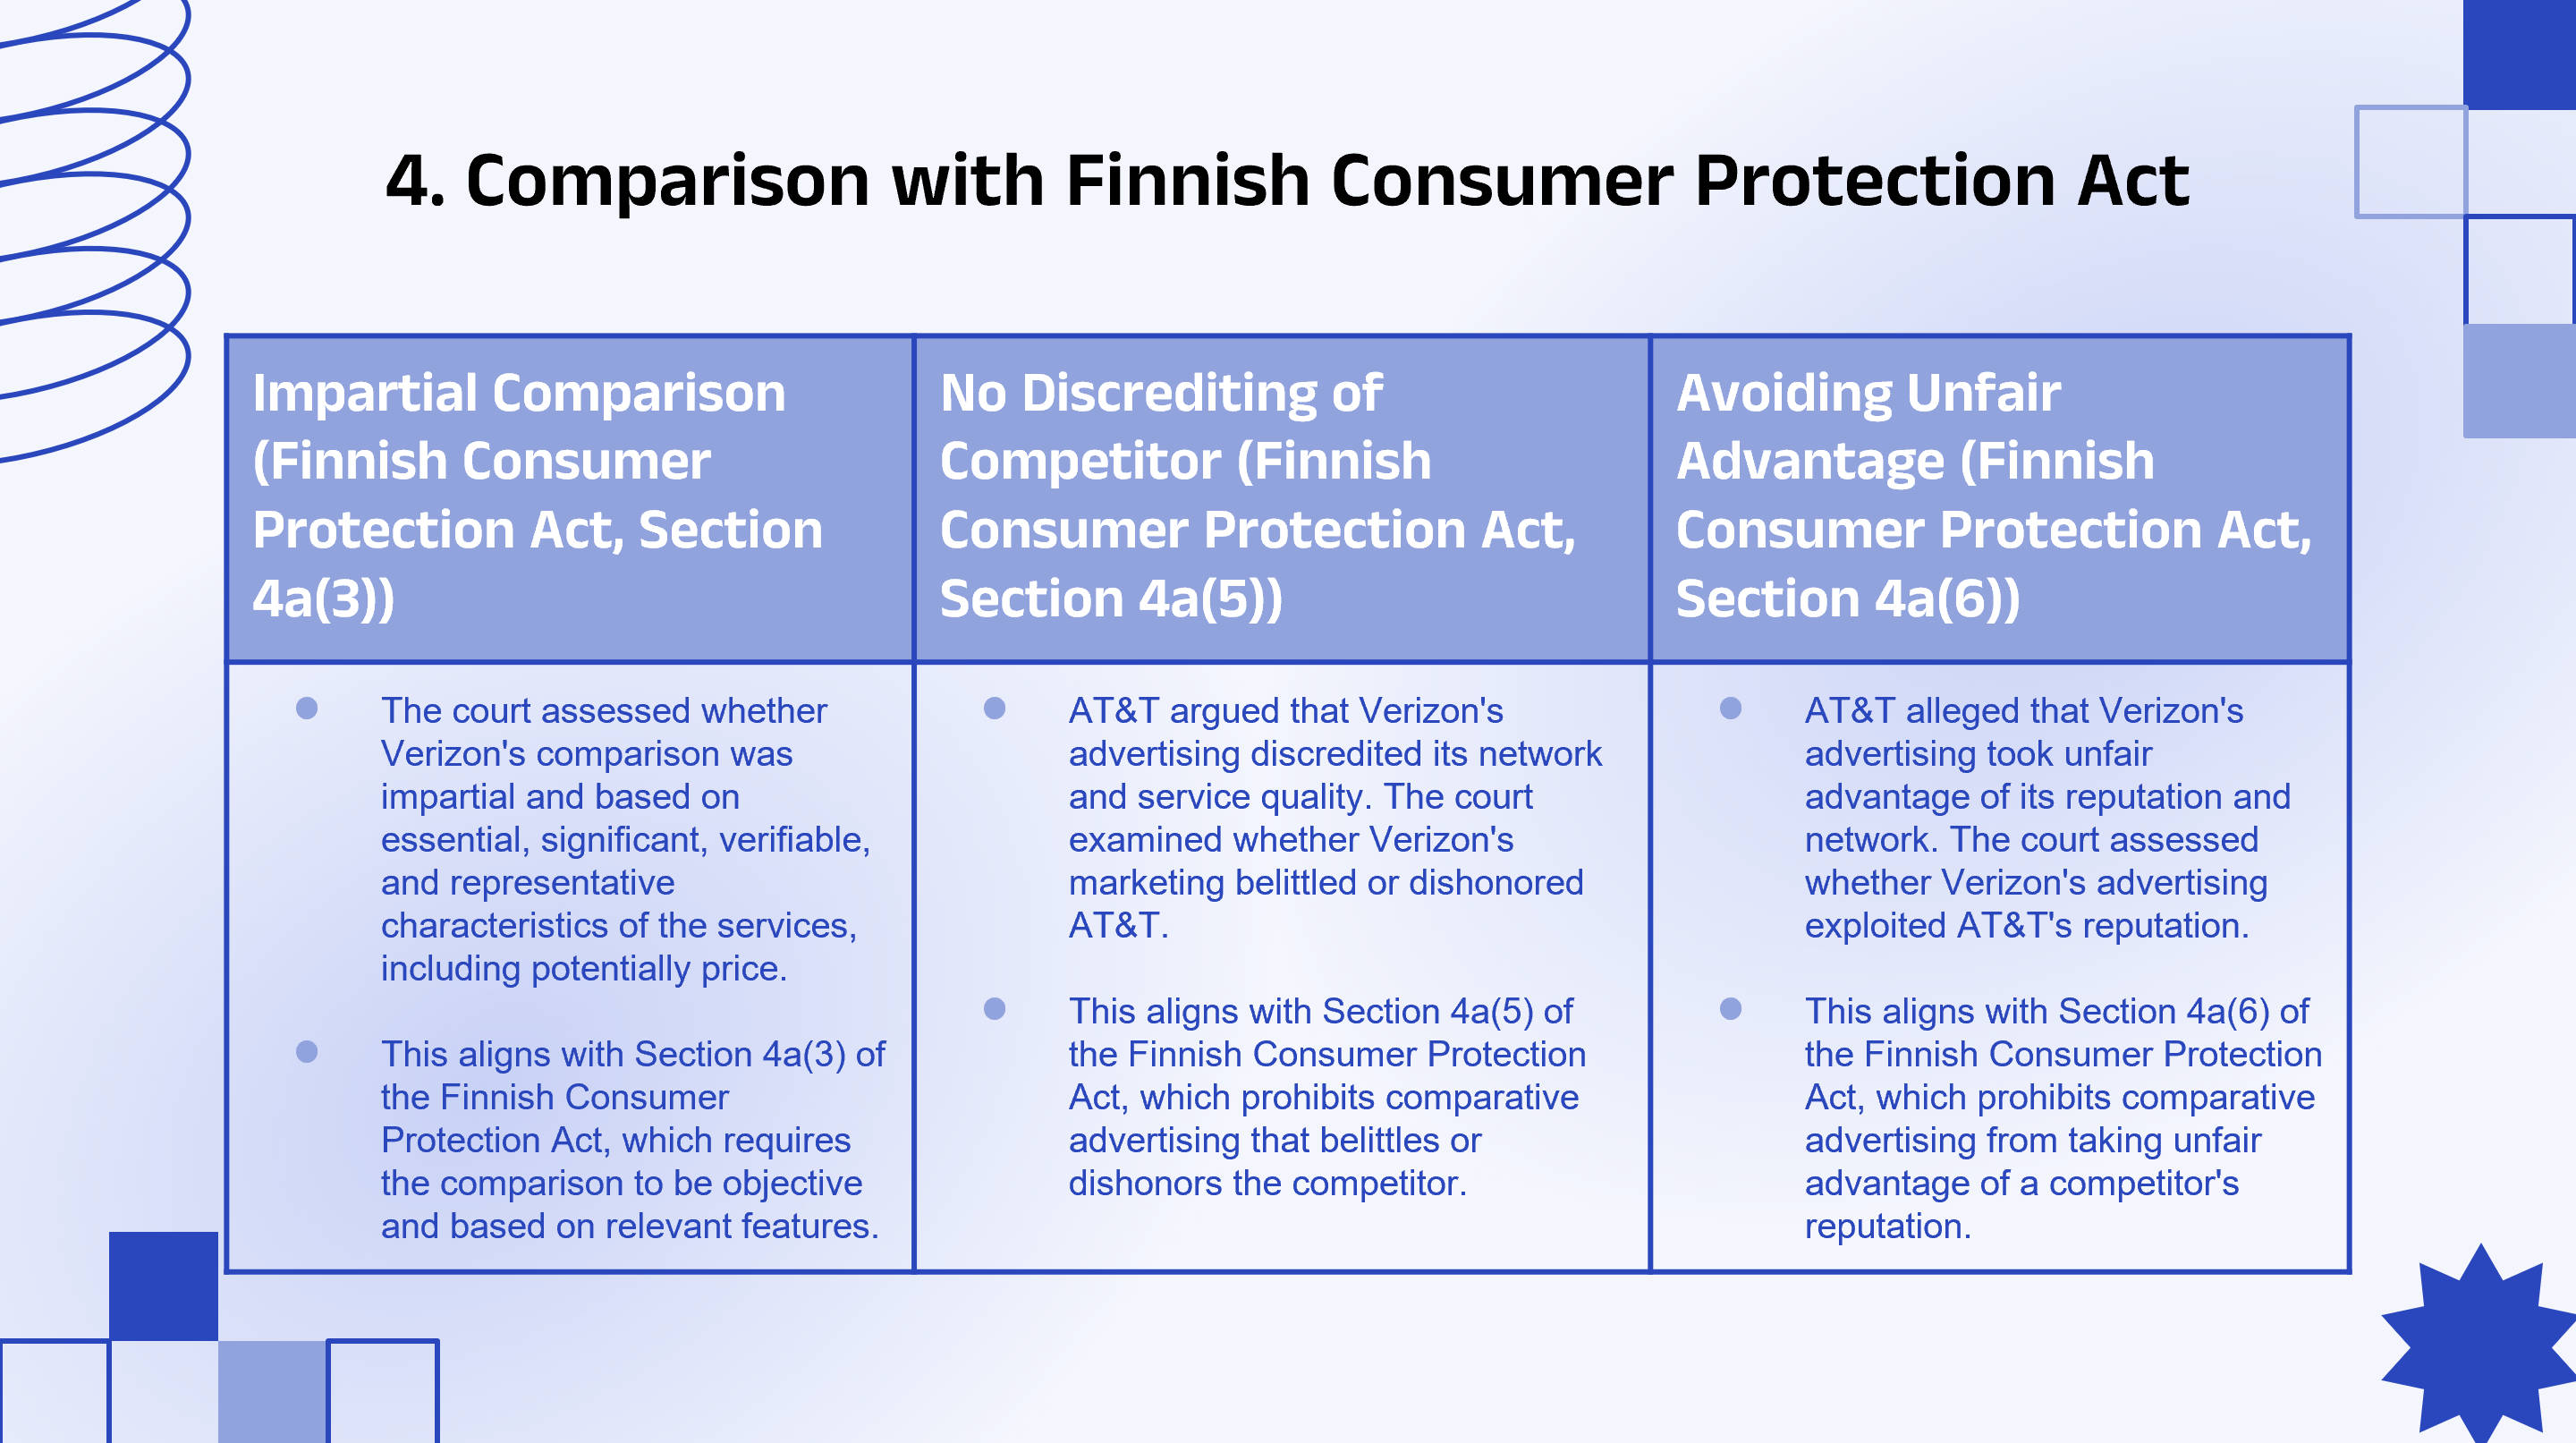 4. Comparison with Finnish Consumer Protection Act
Impartial Comparison
(Finnish Consumer
Protection Act, Section
4a(3))
No Discrediting of
Competitor (Finnish
Consumer Protection Act,
Section 4a(5))
Avoiding Unfair
Advantage (Finnish
Consumer Protection Act,
Section 4a(6))
The court assessed whether
Verizon's comparison was
impartial and based on
essential, significant, verifiable,
and representative
characteristics of the services,
including potentially price.
This aligns with Section 4a(3) of
the Finnish Consumer
Protection Act, which requires
the comparison to be objective
and based on relevant features.
AT&T argued that Verizon's
advertising discredited its network
and service quality. The court
examined whether Verizon's
marketing belittled or dishonored
AT&T.
This aligns with Section 4a(5) of
the Finnish Consumer Protection
Act, which prohibits comparative
advertising that belittles or
dishonors the competitor.
AT&T alleged that Verizon's
advertising took unfair
advantage of its reputation and
network. The court assessed
whether Verizon's advertising
exploited AT&T's reputation.
This aligns with Section 4a(6) of
the Finnish Consumer Protection
Act, which prohibits comparative
advertising from taking unfair
advantage of a competitor's
reputation.